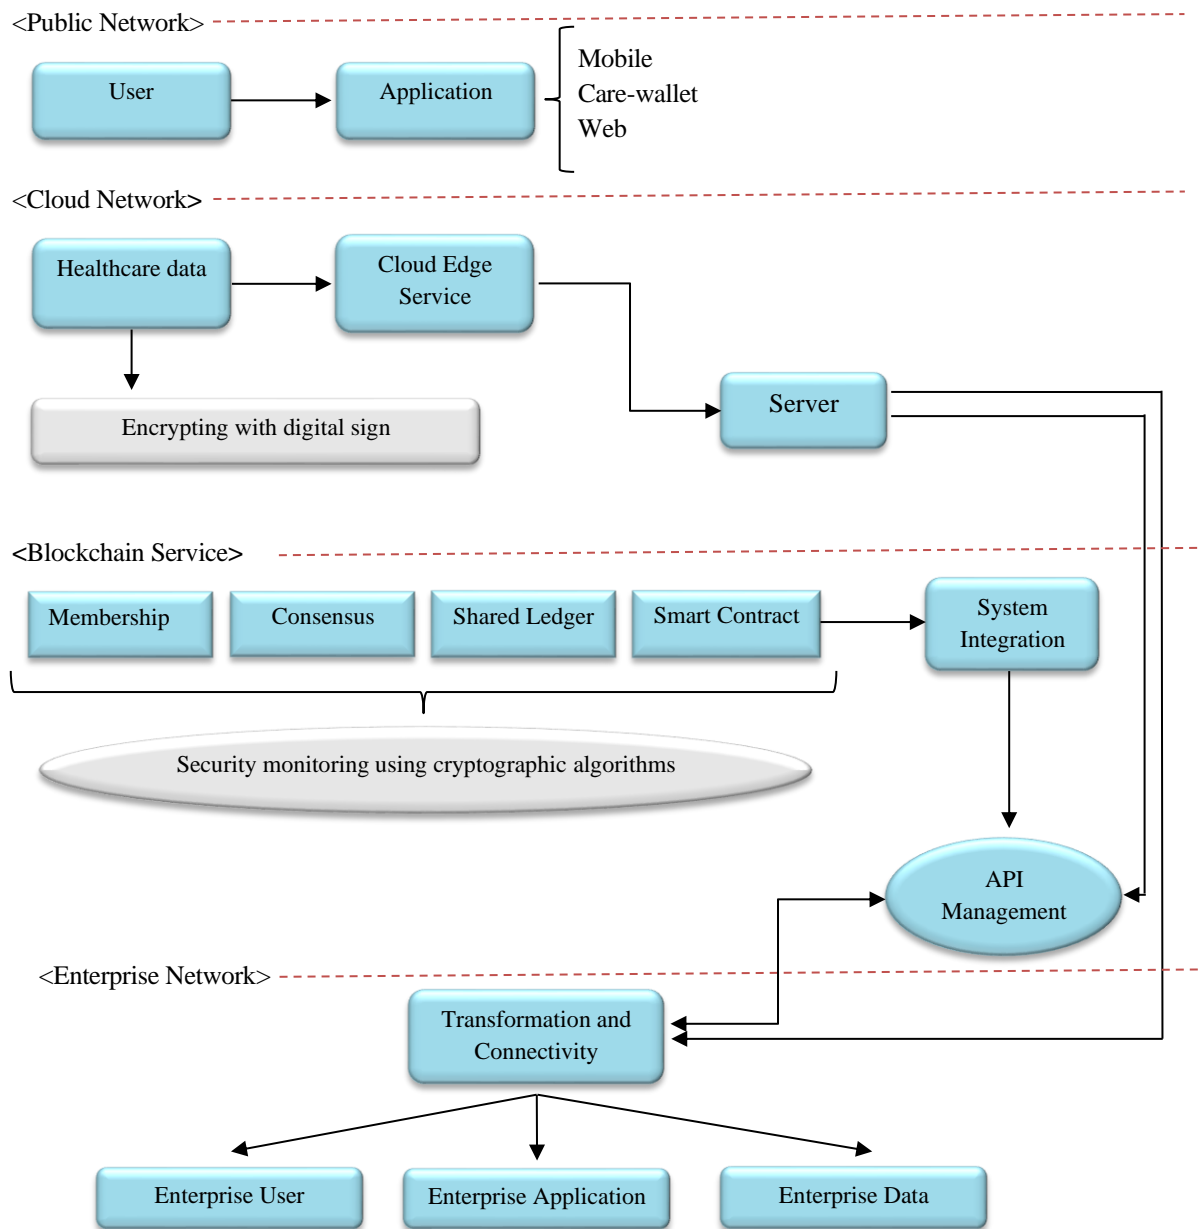 <Public Network>
User
Application
Mobile
Care-wallet
Web
<Cloud Network>
Healthcare data
Cloud Edge
Service
Encrypting with digital sign
Server
<Blockchain Service>
Membership
Consensus
Shared Ledger
Smart Contract
System
Integration
Security monitoring using cryptographic algorithms
API
Management
<Enterprise Network>
Transformation and
Connectivity
Enterprise User
Enterprise Application
Enterprise Data